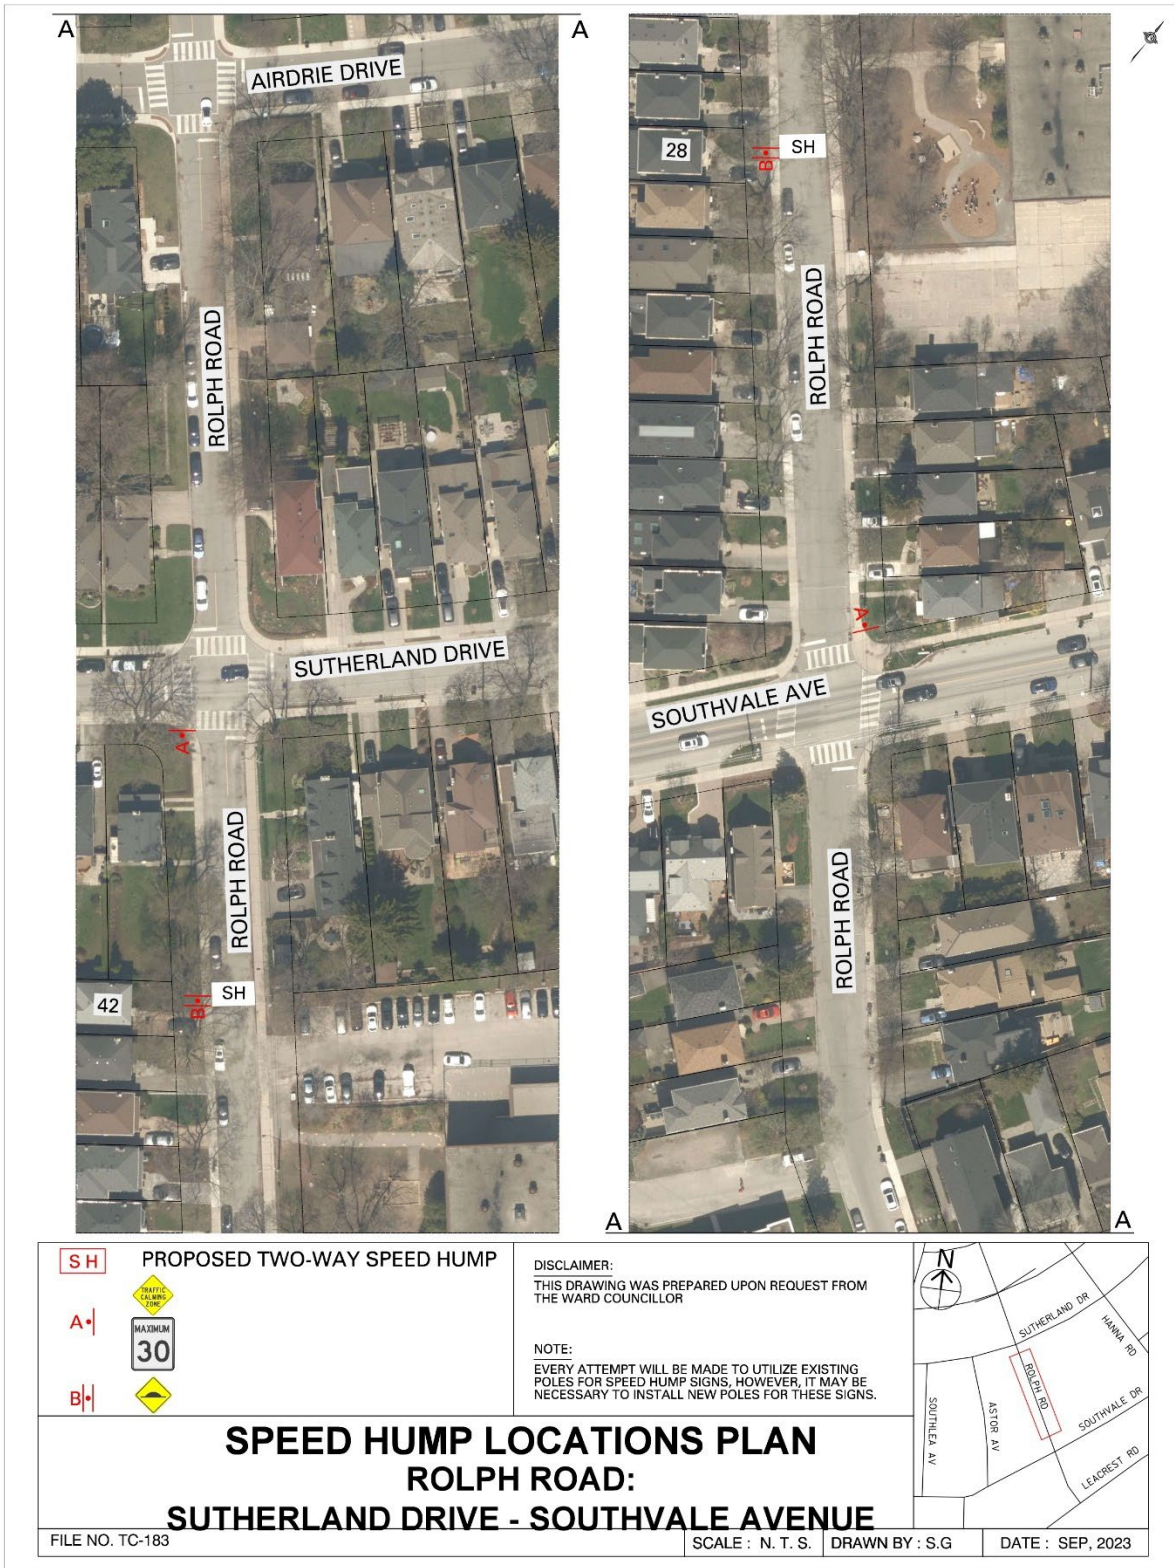 A
A
AIRDRIE DRIVE
ROLPH ROAD
SUTHERLAND DRIVE
A
ROLPH ROAD
42
B
SH
28
B
SH
ROLPH ROAD
A
SOUTHVALE AVE
ROLPH ROAD
A
A
SH
PROPOSED TWO-WAY SPEED HUMP
TRAFFIC
CALMING
ZONE
A
MAXIMUM
30
B
DISCLAIMER:
THIS DRAWING WAS PREPARED UPON REQUEST FROM
THE WARD COUNCILLOR
NOTE:
EVERY ATTEMPT WILL BE MADE TO UTILIZE EXISTING
POLES FOR SPEED HUMP SIGNS, HOWEVER, IT MAY BE
NECESSARY TO INSTALL NEW POLES FOR THESE SIGNS.
N
SUTHERLAND DR
HANNA RD
ROLPH RD
SOUTHLEA AV
ASTOR AV
SOUTHVALE DR
LEACREST RD
SPEED HUMP LOCATIONS PLAN
ROLPH ROAD:
SUTHERLAND DRIVE - SOUTHVALE AVENUE
FILE NO. TC-183
SCALE : N. T. S.
DRAWN BY : S.G
DATE : SEP, 2023